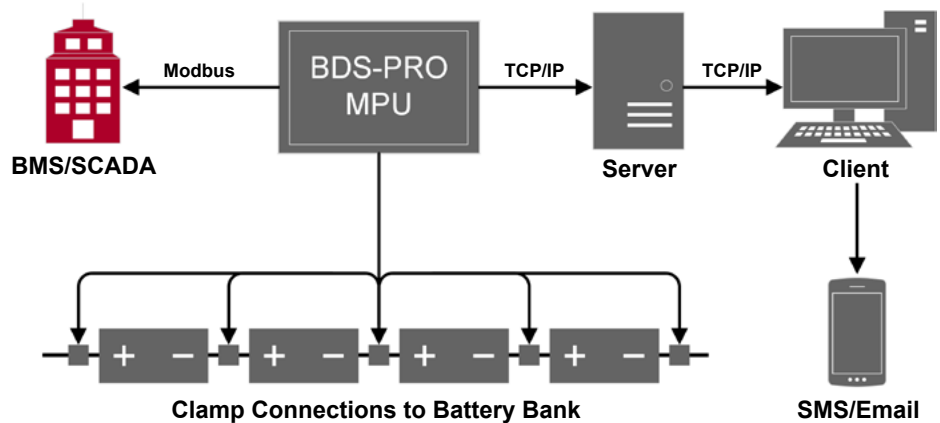 Modbus
BDS-PRO
MPU
TCP/IP
TCP/IP
BMS/SCADA
Server
Client
+ − + − + − + −
Clamp Connections to Battery Bank
SMS/Email